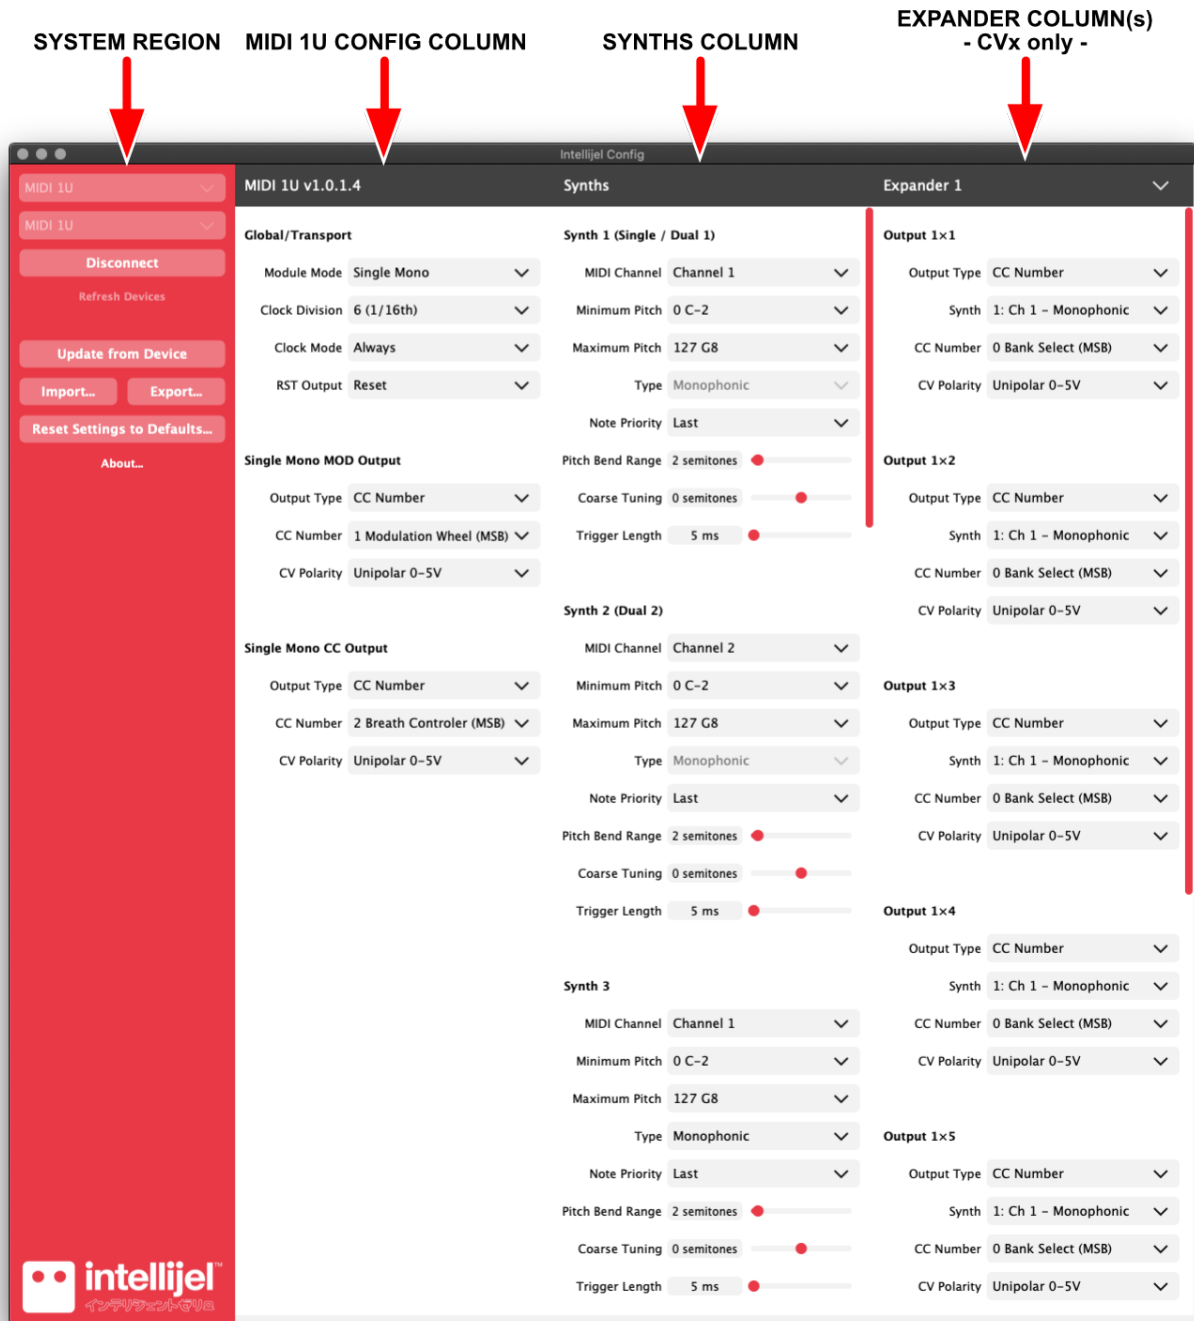 SYSTEM REGION
MIDI 1U CONFIG COLUMN
SYNTHS COLUMN
EXPANDER COLUMN(s)
- CVx only -
Intellijel Config
MIDI 1U
MIDI 1U
Disconnect
Refresh Devices
Update from Device
Import...
Export...
Reset Settings to Defaults...
About...
intellijel™
インテリジェントゼリエ
MIDI 1U v1.0.1.4
Global/Transport
Module Mode Single Mono
Clock Division 6 (1/16th)
Clock Mode Always
RST Output Reset
Single Mono MOD Output
Output Type CC Number
CC Number 1 Modulation Wheel (MSB)
CV Polarity Unipolar 0-5V
Single Mono CC Output
Output Type CC Number
CC Number 2 Breath Controler (MSB)
CV Polarity Unipolar 0-5V
Synths
Synth 1 (Single / Dual 1)
MIDI Channel Channel 1
Minimum Pitch 0 C-2
Maximum Pitch 127 G8
Type Monophonic
Note Priority Last
Pitch Bend Range 2 semitones
Coarse Tuning 0 semitones
Trigger Length 5 ms
Synth 2 (Dual 2)
MIDI Channel Channel 2
Minimum Pitch 0 C-2
Maximum Pitch 127 G8
Type Monophonic
Note Priority Last
Pitch Bend Range 2 semitones
Coarse Tuning 0 semitones
Trigger Length 5 ms
Synth 3
MIDI Channel Channel 1
Minimum Pitch 0 C-2
Maximum Pitch 127 G8
Type Monophonic
Note Priority Last
Pitch Bend Range 2 semitones
Coarse Tuning 0 semitones
Trigger Length 5 ms
Expander 1
Output 1×1
Output Type CC Number
Synth 1: Ch 1 - Monophonic
CC Number 0 Bank Select (MSB)
CV Polarity Unipolar 0-5V
Output 1×2
Output Type CC Number
Synth 1: Ch 1 - Monophonic
CC Number 0 Bank Select (MSB)
CV Polarity Unipolar 0-5V
Output 1×3
Output Type CC Number
Synth 1: Ch 1 - Monophonic
CC Number 0 Bank Select (MSB)
CV Polarity Unipolar 0-5V
Output 1×4
Output Type CC Number
Synth 1: Ch 1 - Monophonic
CC Number 0 Bank Select (MSB)
CV Polarity Unipolar 0-5V
Output 1×5
Output Type CC Number
Synth 1: Ch 1 - Monophonic
CC Number 0 Bank Select (MSB)
CV Polarity Unipolar 0-5V